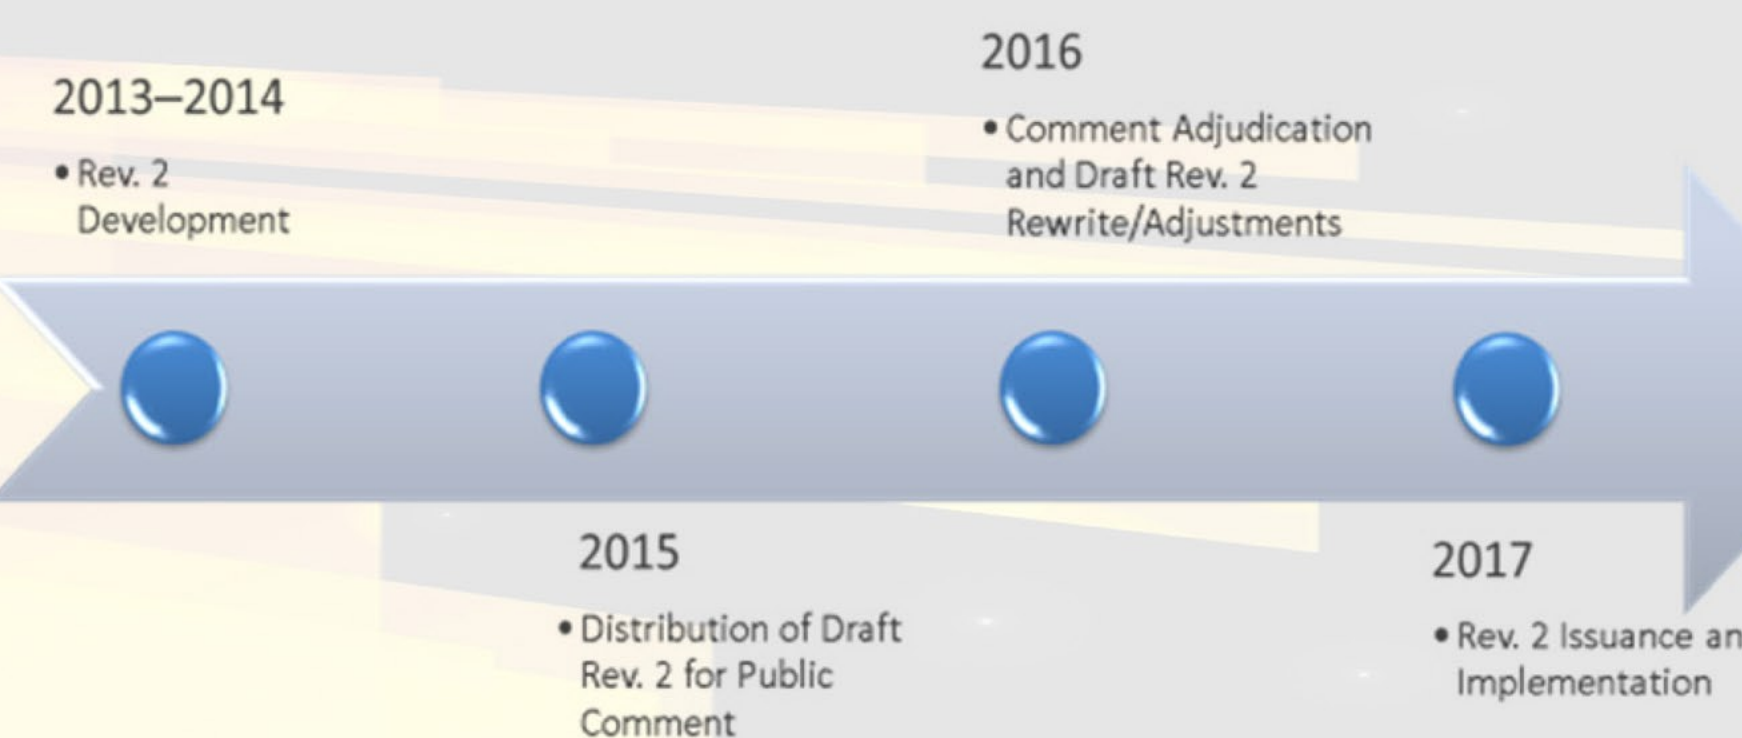 2013–2014
• Rev. 2
Development
2016
• Comment Adjudication
and Draft Rev. 2
Rewrite/Adjustments
2015
• Distribution of Draft
Rev. 2 for Public
Comment
2017
• Rev. 2 Issuance
Implementation